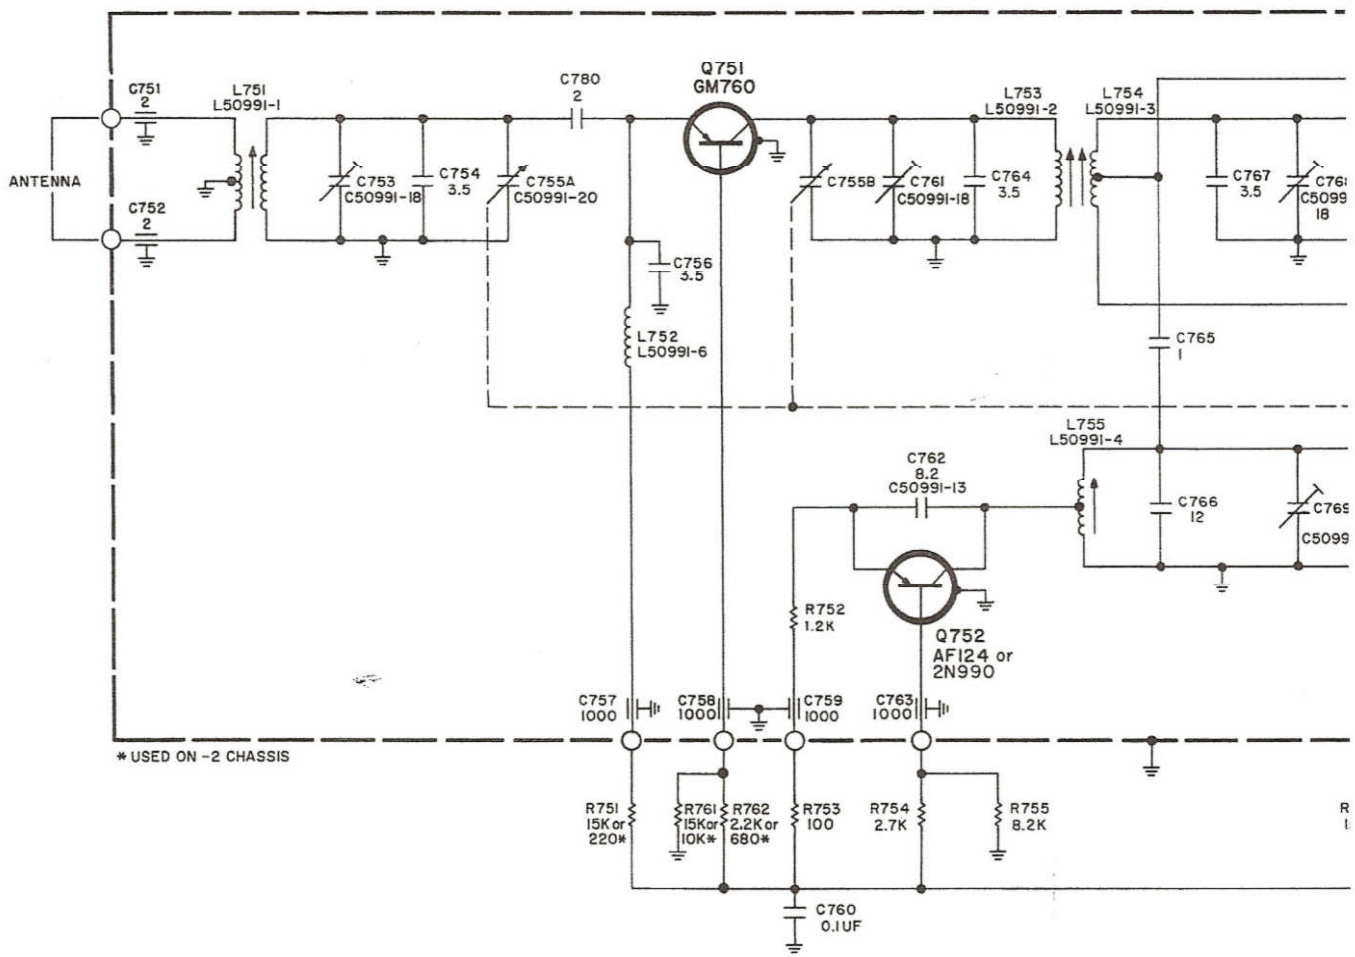 C751
2
L751
L50991-1
C780
2
Q751
GM760
L753
L50991-2
L754
L50991-3
ANTENNA
C752
2
C753
C50991-18
C754
3.5
C755A
C50991-20
C755B
C761
C50991-18
C764
3.5
C767
3.5
C5099
18
C756
3.5
L752
L50991-6
C765
1
L755
L50991-4
C762
8.2
C50991-13
C766
12
C769
C5099
R752
1.2K
Q752
AF124 or
2N990
C757
1000
C758
1000
C759
1000
C763
1000
* USED ON -2 CHASSIS
R751
15K or
220*
R761
15K or
10K*
R762
2.2K or
680*
R753
100
R754
2.7K
R755
8.2K
R
C760
0.1UF